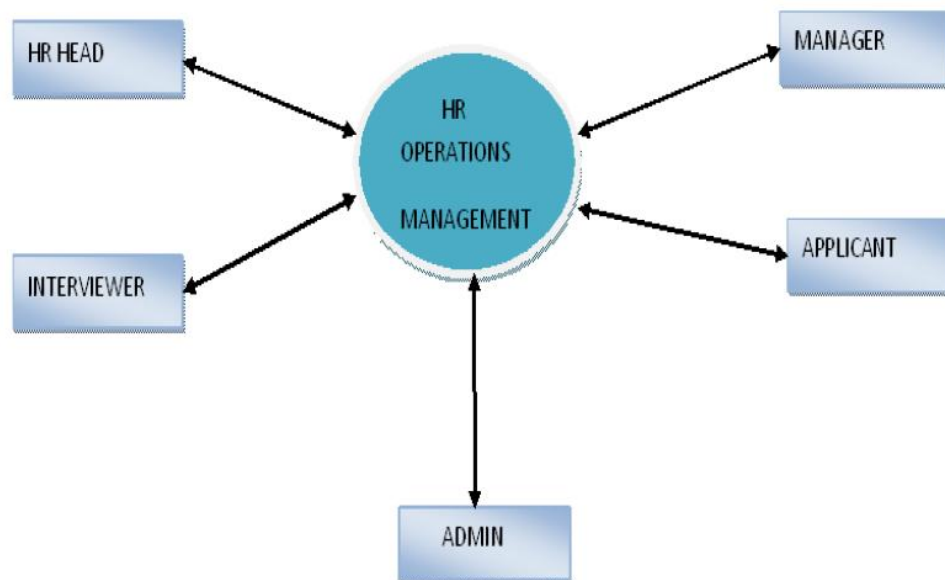 HR HEAD
MANAGER
HR
OPERATIONS
MANAGEMENT
INTERVIEWER
APPLICANT
ADMIN